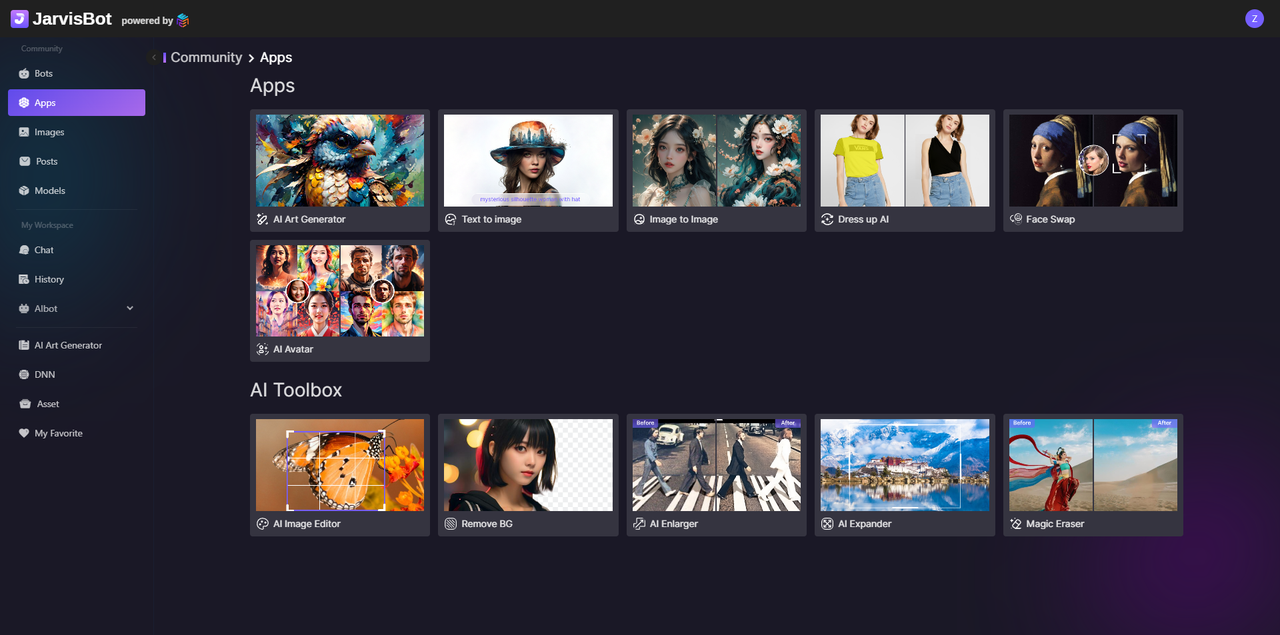 JarvisBot powered by
Z
Community
Bots
Apps
Images
Posts
Models
My Workspace
Chat
History
AIbot
AI Art Generator
DNN
Asset
My Favorite
Community > Apps
Apps
mysterious silhouette woman with hat
AI Art Generator
Text to image
Image to Image
Dress up AI
Face Swap
AI Avatar
AI Toolbox
Before
After
Before
After
AI Image Editor
Remove BG
AI Enlarger
AI Expander
Magic Eraser